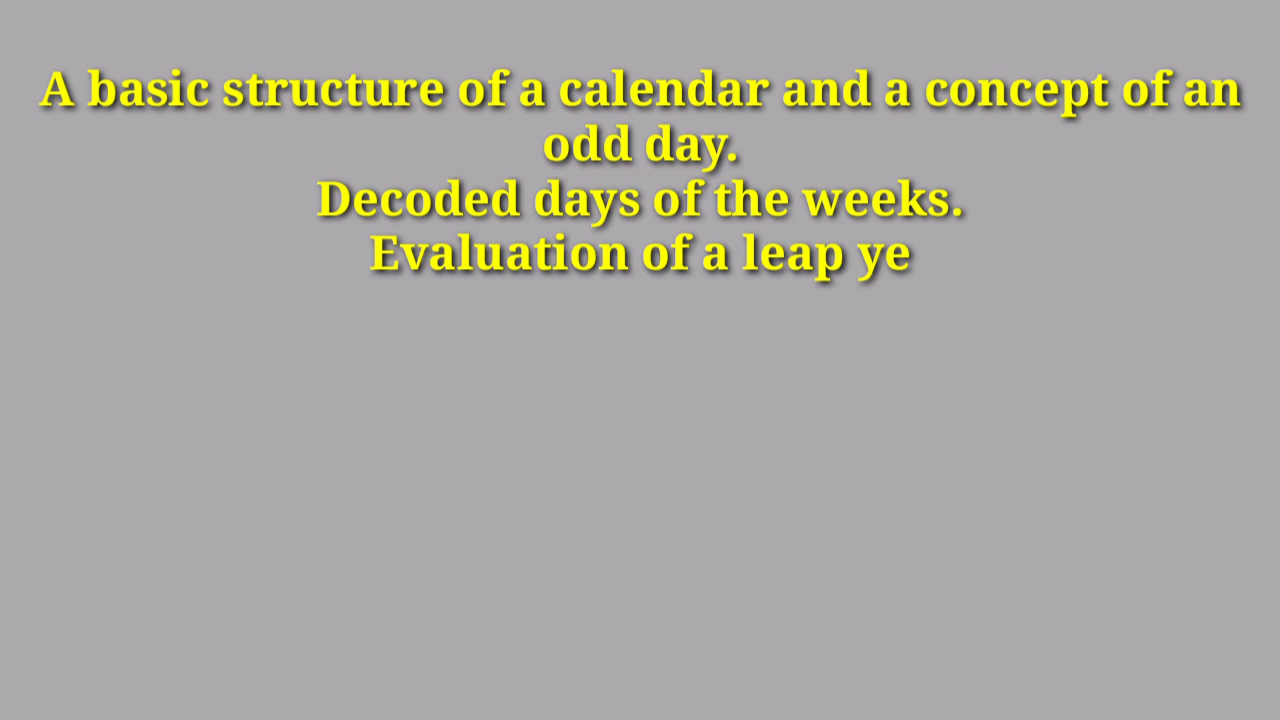 A basic structure of a calendar and a concept of an
odd day.
Decoded days of the weeks.
Evaluation of a leap ye